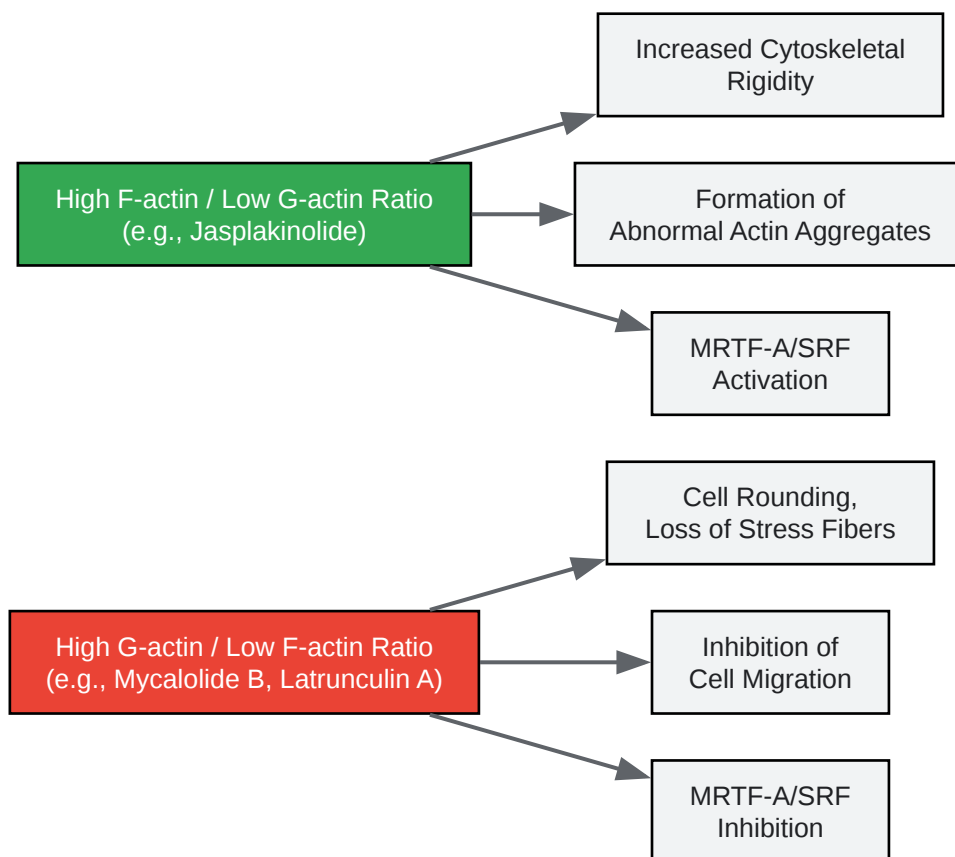 Increased Cytoskeletal
Rigidity
High F-actin / Low G-actin Ratio
(e.g., Jasplakinolide)
Formation of
Abnormal Actin Aggregates
MRTF-A/SRF
Activation
Cell Rounding,
Loss of Stress Fibers
High G-actin / Low F-actin Ratio
(e.g., Mycalolide B, Latrunculin A)
Inhibition of
Cell Migration
MRTF-A/SRF
Inhibition